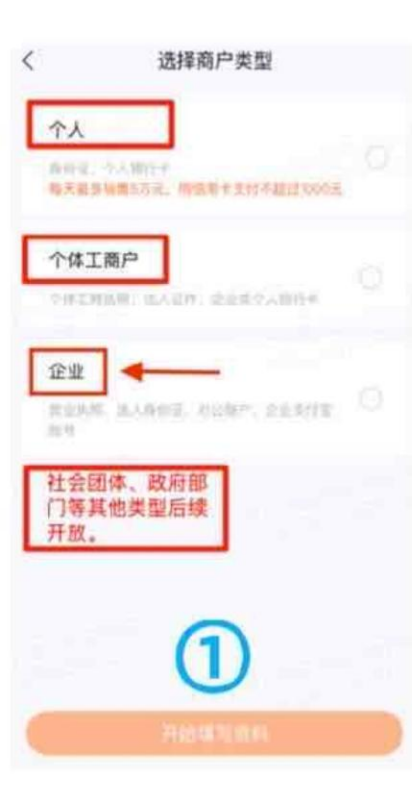 选择商户类型
个人
身份证、个人银行卡
每天最多销售5万元，用信用卡支付不超过1000元
个体工商户
个体工商执照、法人证件、企业或个人银行卡
企业
营业执照、法人身份证、对公账户、企业支付宝
账号
社会团体、政府部
门等其他类型后续
开放。
①
开始填写资料